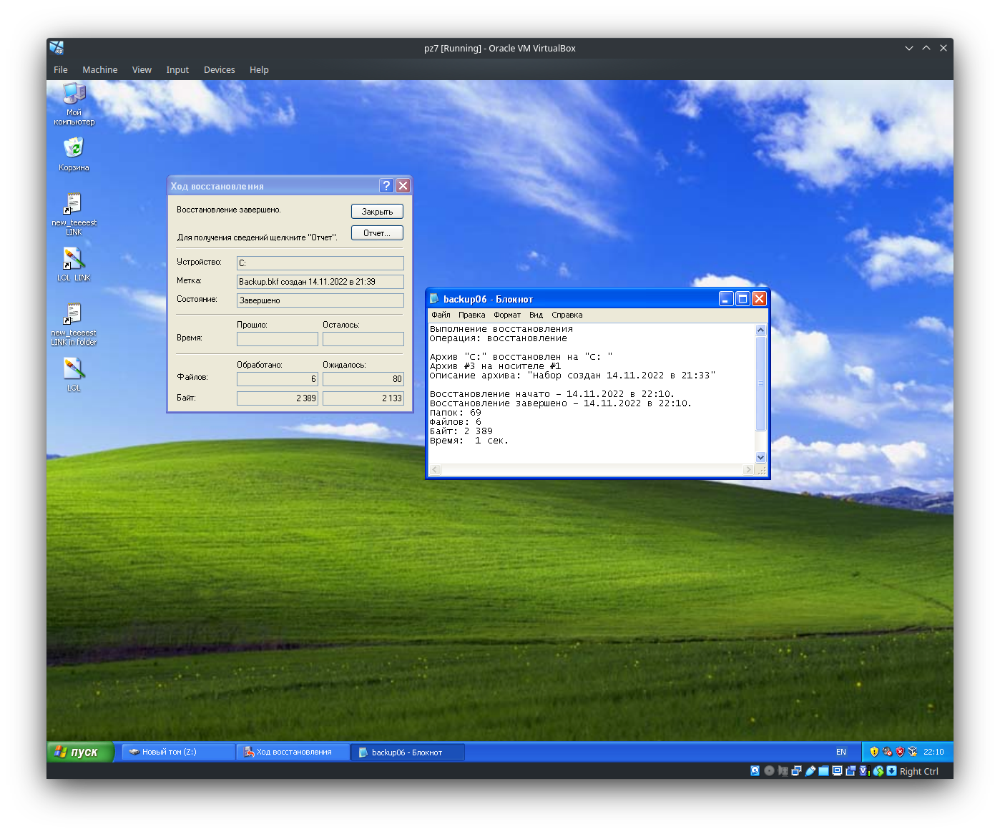 pz7 [Running] - Oracle VM VirtualBox
File Machine View Input Devices Help
Мой
компьютер
Корзина
new_teeeest
LINK
LOL LINK
new_teeeest
LINK in folder
LOL
Ход восстановления
Восстановление завершено.
Закрыть
Для получения сведений щелкните "Отчет".
Отчет...
Устройство: C:
Метка: Backup.bkf создан 14.11.2022 в 21:39
Состояние: Завершено
Прошло: Осталось:
Время:
Обработано: Ожидалось:
Файлов: 6 80
Байт: 2 389 2 133
backup06 - Блокнот
Файл Правка Формат Вид Справка
Выполнение восстановления
Операция: восстановление
Архив "C:" восстановлен на "C: "
Архив #3 на носителе #1
Описание архива: "Набор создан 14.11.2022 в 21:33"
Восстановление начато - 14.11.2022 в 22:10.
Восстановление завершено - 14.11.2022 в 22:10.
Папок: 69
Файлов: 6
Байт: 2 389
Время:  1 сек.
пуск
Новый том (Z:)
Ход восстановления
backup06 - Блокнот
EN
22:10
Right Ctrl